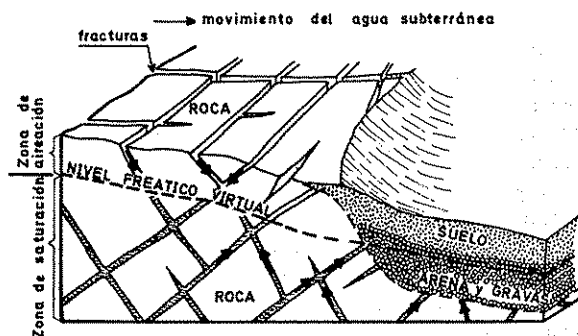 movimiento del agua subterránea
fracturas
Zona de aireación
ROCA
NIVEL FREATICO VIRTUAL
Zona de saturación
SUELO
ARENA y GRAVAS
ROCA